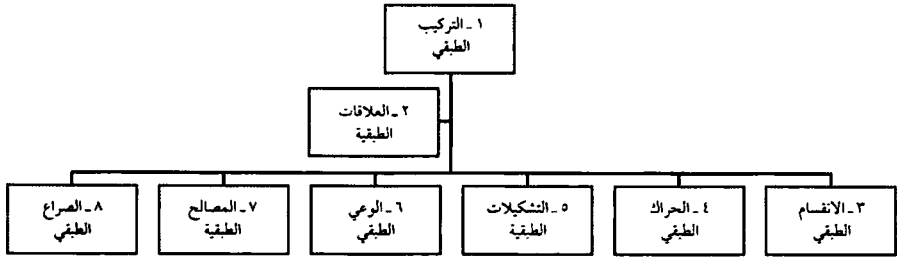 ١ ـ التركيب
الطبقي
٢ ـ العلاقات
الطبقية
٣ ـ الانقسام
الطبقي
٤ ـ الحراك
الطبقي
٥ ـ التشكيلات
الطبقية
٦ ـ الوعي
الطبقي
٧ ـ المصالح
الطبقية
٨ ـ الصراع
الطبقي